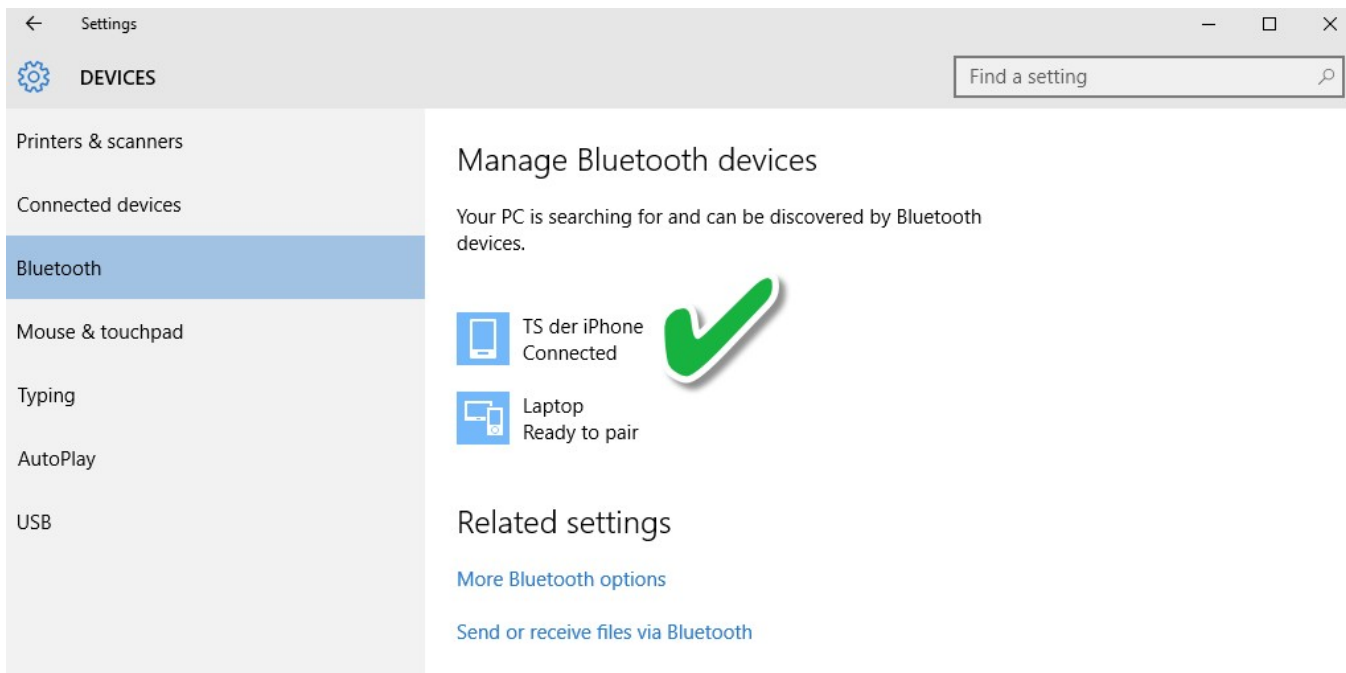 Settings
DEVICES
Find a setting
Printers & scanners
Connected devices
Bluetooth
Mouse & touchpad
Typing
AutoPlay
USB
Manage Bluetooth devices
Your PC is searching for and can be discovered by Bluetooth
devices.
TS der iPhone
Connected
Laptop
Ready to pair
Related settings
More Bluetooth options
Send or receive files via Bluetooth